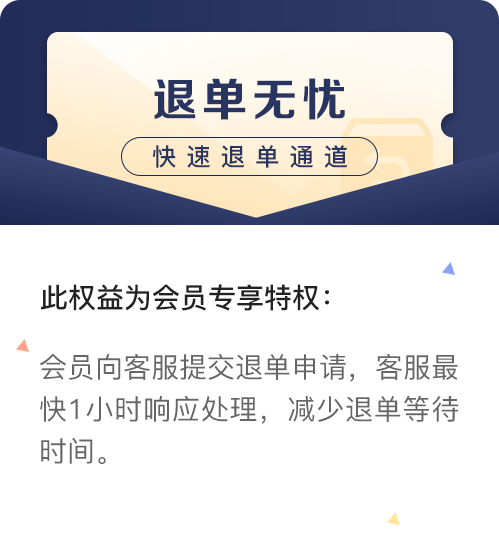 退单无忧
快速退单通道
此权益为会员专享特权：
会员向客服提交退单申请，客服最
快1小时响应处理，减少退单等待
时间。